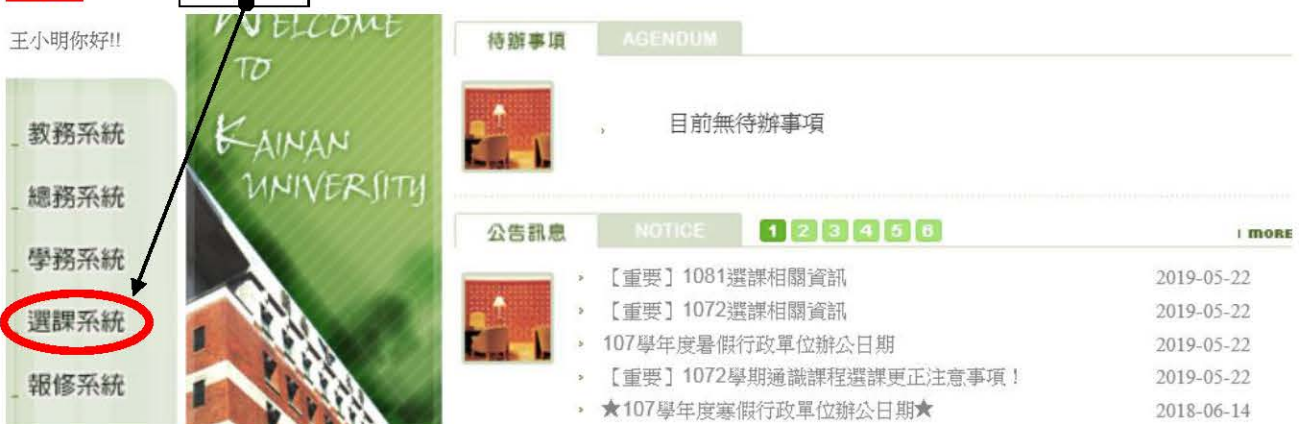 王小明你好!!
教務系統
總務系統
學務系統
選課系統
報修系統
WELCOME
TO
KAINAN
UNIVERSITY
待辦事項 AGENDUM
目前無待辦事項
公告訊息 NOTICE 1 2 3 4 5 6 MORE
【重要】1081選課相關資訊 2019-05-22
【重要】1072選課相關資訊 2019-05-22
107學年度暑假行政單位辦公日期 2019-05-22
【重要】1072學期通識課程選課更正注意事項! 2019-05-22
★107學年度寒假行政單位辦公日期★ 2018-06-14